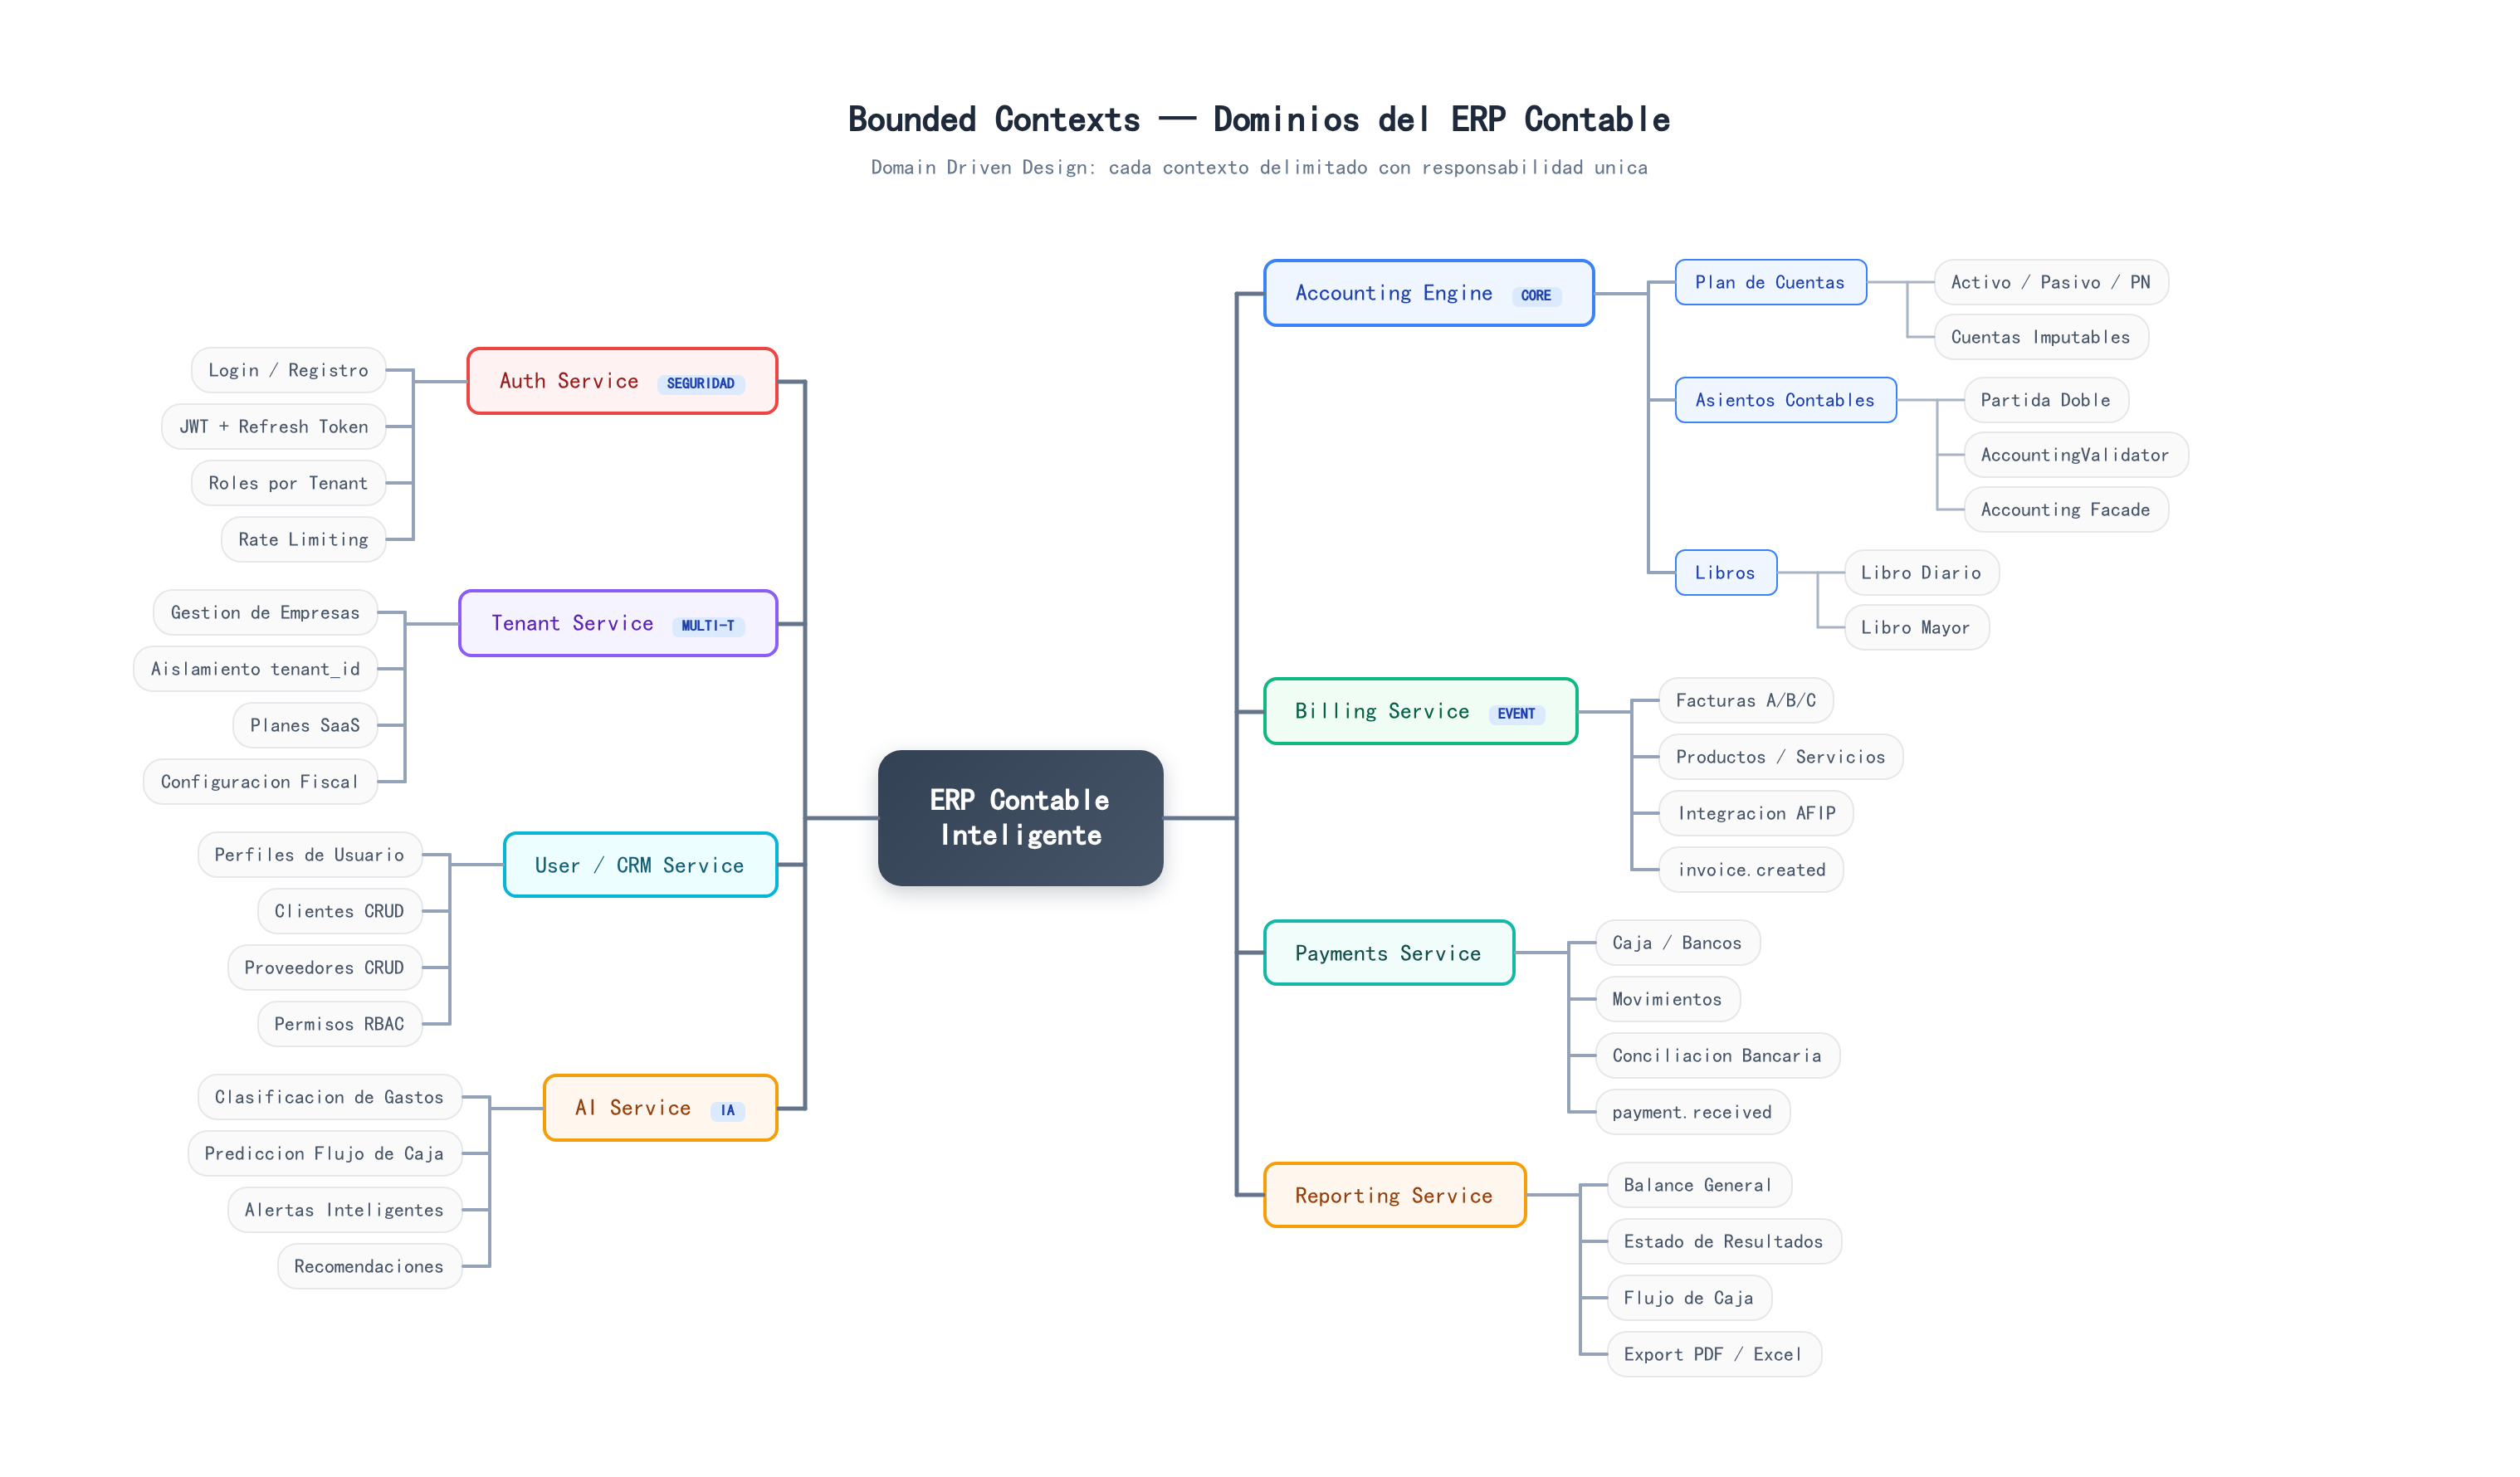 Bounded Contexts — Dominios del ERP Contable
Domain Driven Design: cada contexto delimitado con responsabilidad unica
Auth Service SEGURIDAD
Login / Registro
JWT + Refresh Token
Roles por Tenant
Rate Limiting
Tenant Service MULTI-T
Gestion de Empresas
Aislamiento tenant_id
Planes SaaS
Configuracion Fiscal
User / CRM Service
Perfiles de Usuario
Clientes CRUD
Proveedores CRUD
Permisos RBAC
AI Service IA
Clasificacion de Gastos
Prediccion Flujo de Caja
Alertas Inteligentes
Recomendaciones
ERP Contable
Inteligente
Accounting Engine CORE
Plan de Cuentas
Activo / Pasivo / PN
Cuentas Imputables
Asientos Contables
Partida Doble
AccountingValidator
Accounting Facade
Libros
Libro Diario
Libro Mayor
Billing Service EVENT
Facturas A/B/C
Productos / Servicios
Integracion AFIP
invoice.created
Payments Service
Caja / Bancos
Movimientos
Conciliacion Bancaria
payment.received
Reporting Service
Balance General
Estado de Resultados
Flujo de Caja
Export PDF / Excel